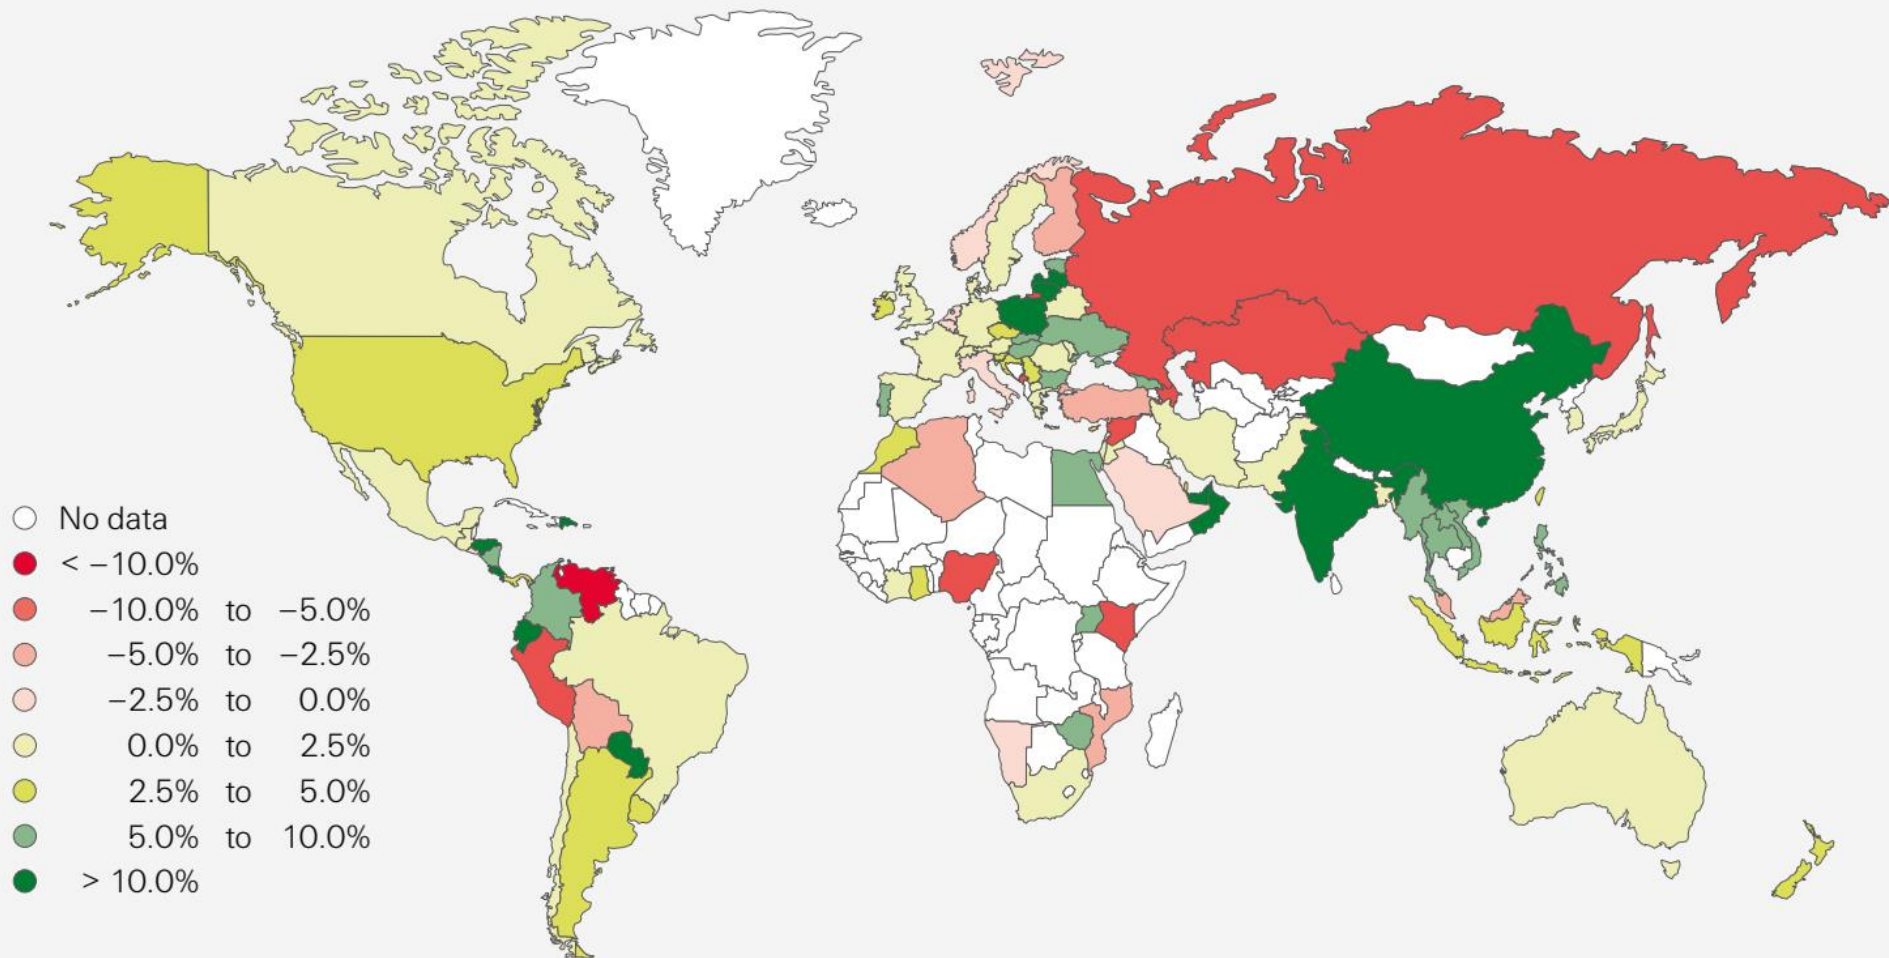 No data
< −10.0%
−10.0% to −5.0%
−5.0% to −2.5%
−2.5% to 0.0%
0.0% to 2.5%
2.5% to 5.0%
5.0% to 10.0%
> 10.0%